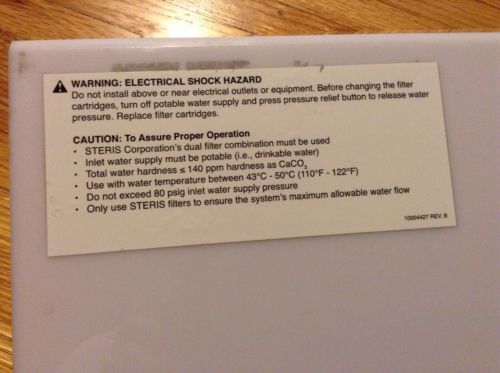 WARNING: ELECTRICAL SHOCK HAZARD
Do not install above or near electrical outlets or equipment. Before changing the filter
cartridges, turn off potable water supply and press pressure relief button to release water
pressure. Replace filter cartridges.
CAUTION: To Assure Proper Operation
• STERIS Corporation's dual filter combination must be used
• Inlet water supply must be potable (i.e., drinkable water)
• Total water hardness ≤ 140 ppm hardness as CaCO₃
• Use with water temperature between 43°C - 50°C (110°F - 122°F)
• Do not exceed 80 psig inlet water supply pressure
• Only use STERIS filters to ensure the system's maximum allowable water flow
10004427 REV. B